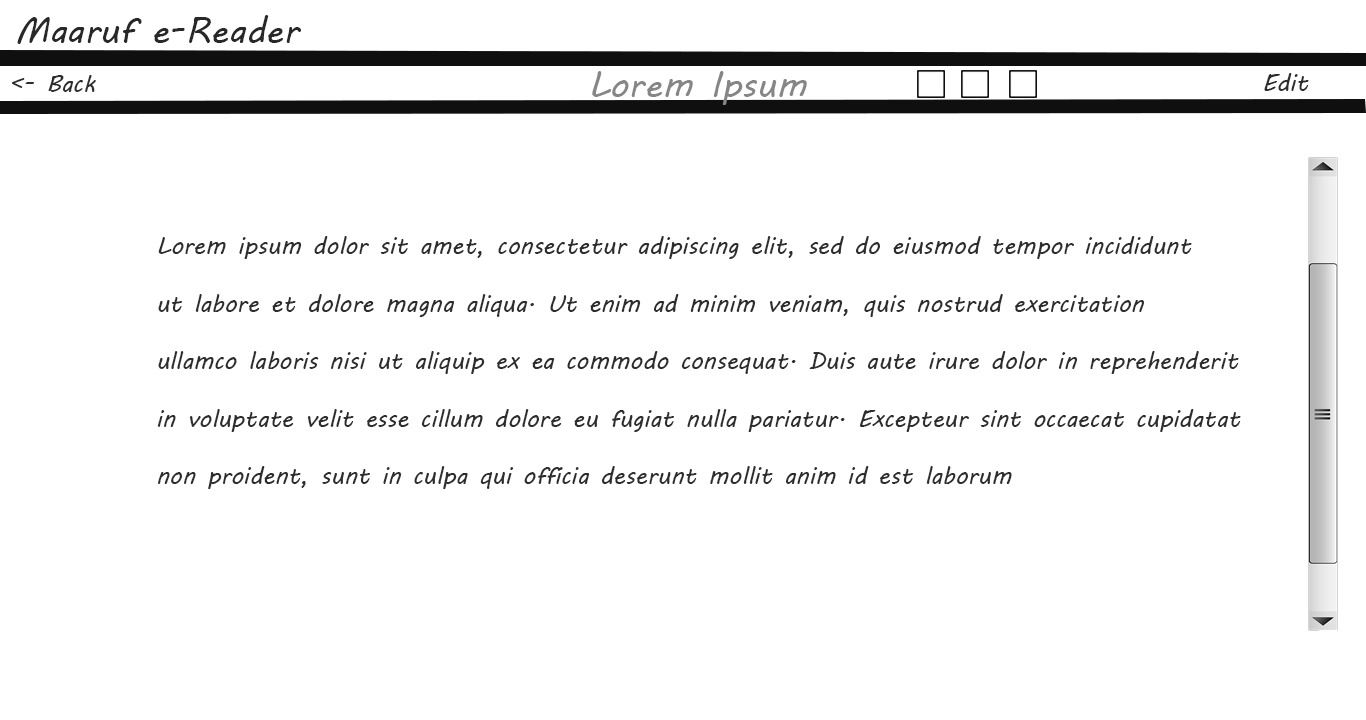 Maaruf e-Reader
<- Back Lorem Ipsum Edit
Lorem ipsum dolor sit amet, consectetur adipiscing elit, sed do eiusmod tempor incididunt
ut labore et dolore magna aliqua. Ut enim ad minim veniam, quis nostrud exercitation
ullamco laboris nisi ut aliquip ex ea commodo consequat. Duis aute irure dolor in reprehenderit
in voluptate velit esse cillum dolore eu fugiat nulla pariatur. Excepteur sint occaecat cupidatat
non proident, sunt in culpa qui officia deserunt mollit anim id est laborum